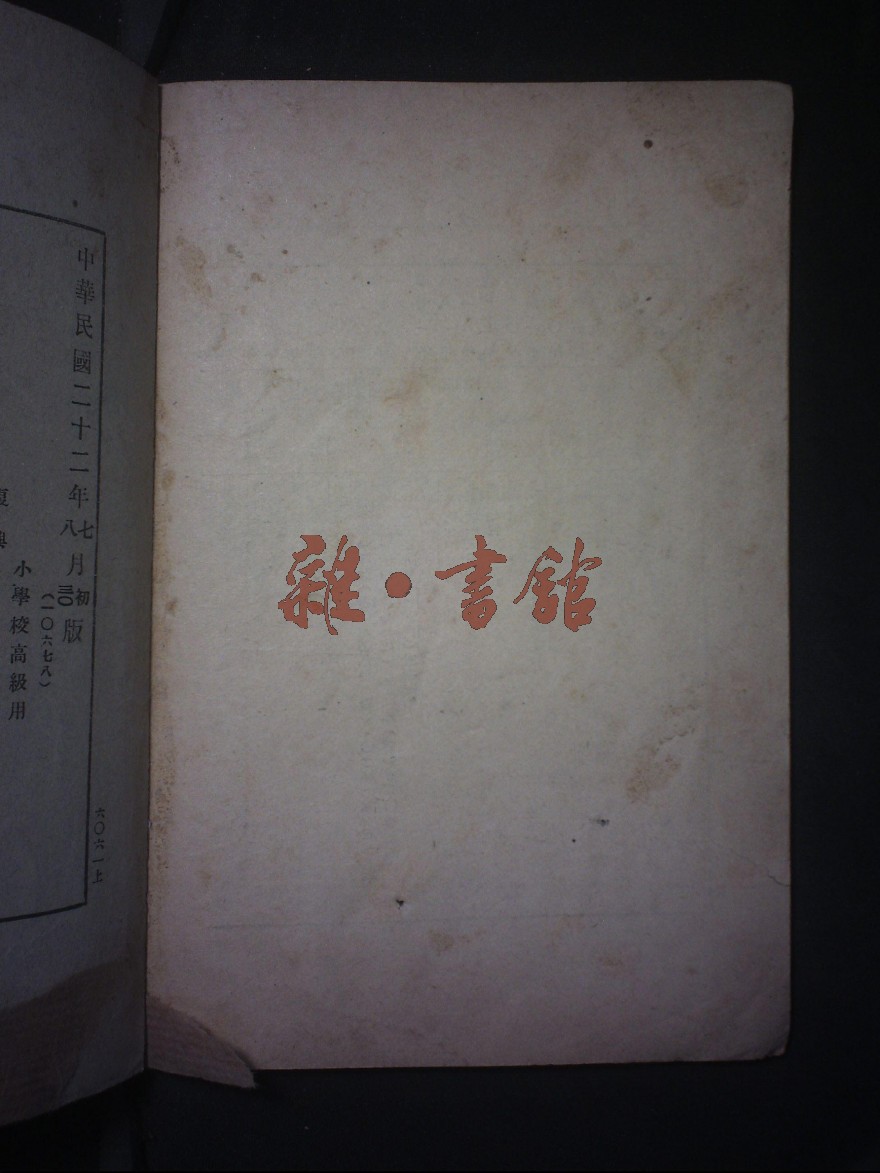 雜·書館
六〇六一上
中華民國二十二年七八月初三〇版
（一〇六七八）
小學校高級用